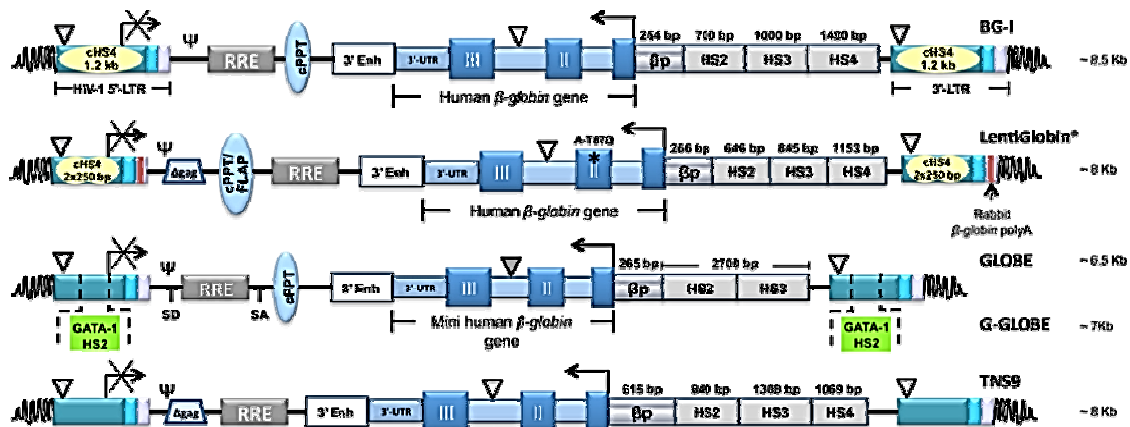 264 bp 700 bp 1000 bp 1490 bp BG-I
cHS4 1.2 kb Ψ RRE cPPT 3' Enh 3'-UTR III II βp HS2 HS3 HS4 cHS4 1.2 kb ~ 8.5 Kb
HIV-1 5'-LTR Human β-globin gene 3'-LTR
A-T87Q 266 bp 646 bp 845 bp 1153 bp LentiGlobin*
cHS4 2x250 bp Ψ Δgag cPPT/ FLAP RRE 3' Enh 3'-UTR III * II βp HS2 HS3 HS4 cHS4 2x250 bp ~ 8 Kb
Human β-globin gene Rabbit
β-globin polyA
265 bp 2700 bp GLOBE ~ 6.5 Kb
Ψ RRE cPPT 3' Enh 3'-UTR III II βp HS2 HS3
SD SA
GATA-1 Mini human β-globin GATA-1 G-GLOBE ~ 7Kb
HS2 gene HS2
615 bp 840 bp 1308 bp 1069 bp TNS9
Ψ Δgag RRE 3' Enh 3'-UTR III II βp HS2 HS3 HS4 ~ 8 Kb